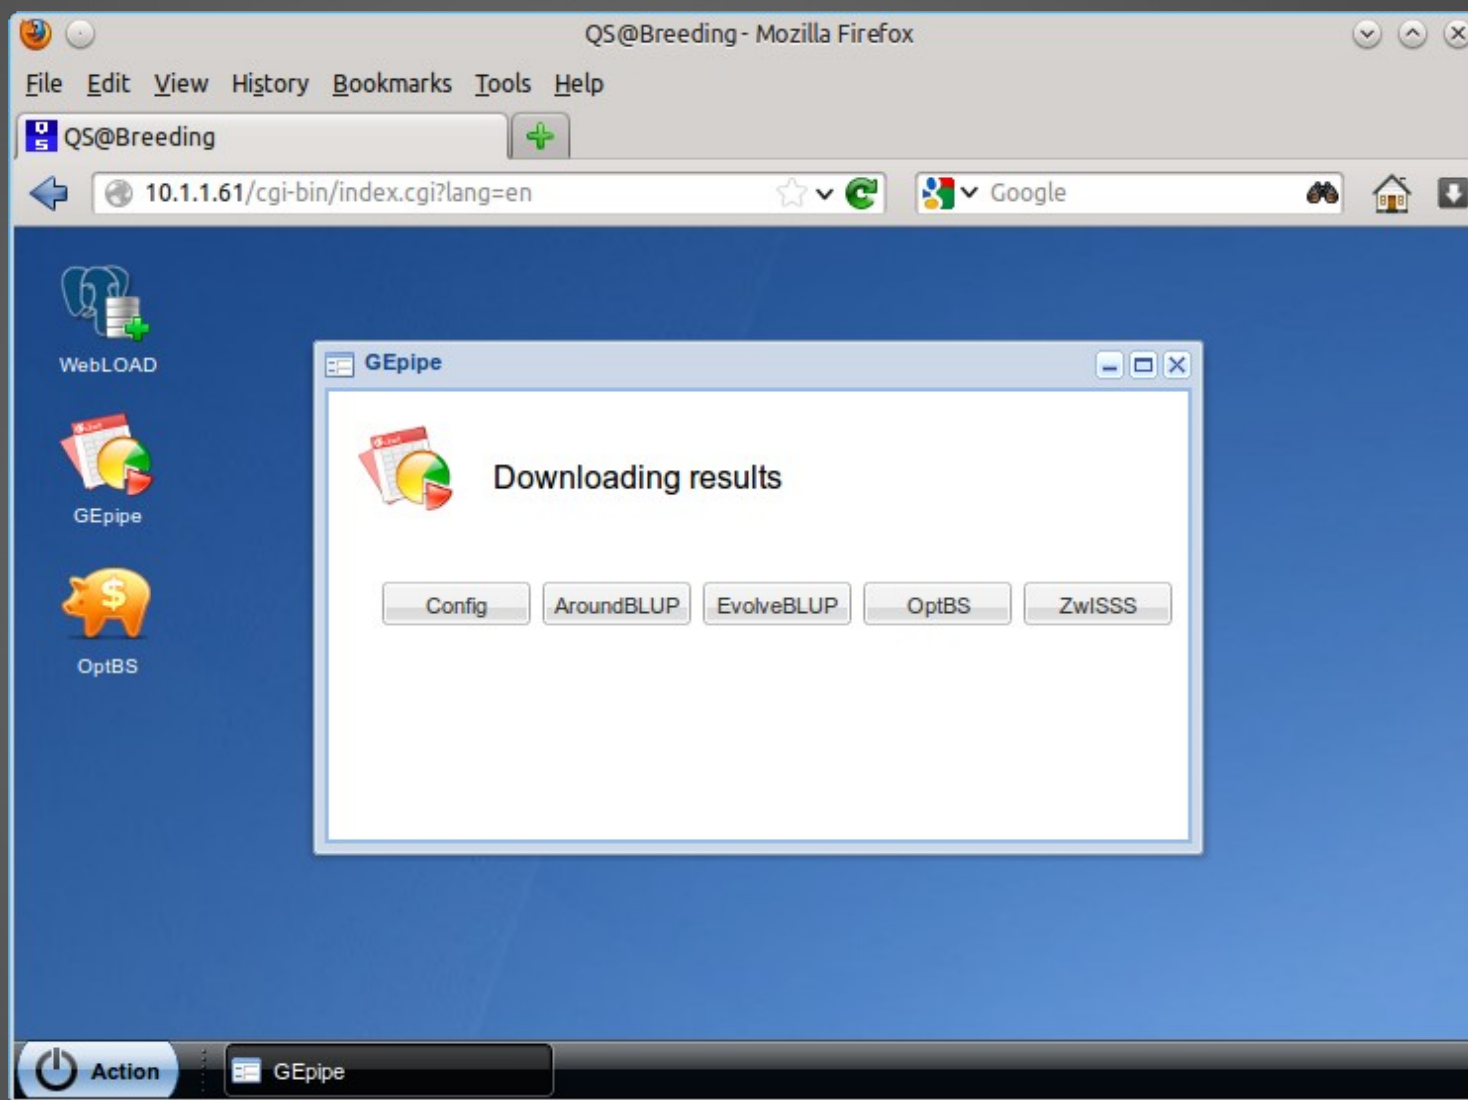 QS@Breeding - Mozilla Firefox
File Edit View History Bookmarks Tools Help
QS QS@Breeding
10.1.1.61/cgi-bin/index.cgi?lang=en Google
WebLOAD
GEpipe
OptBS
GEpipe
Downloading results
Config AroundBLUP EvolveBLUP OptBS ZwISSS
Action GEpipe